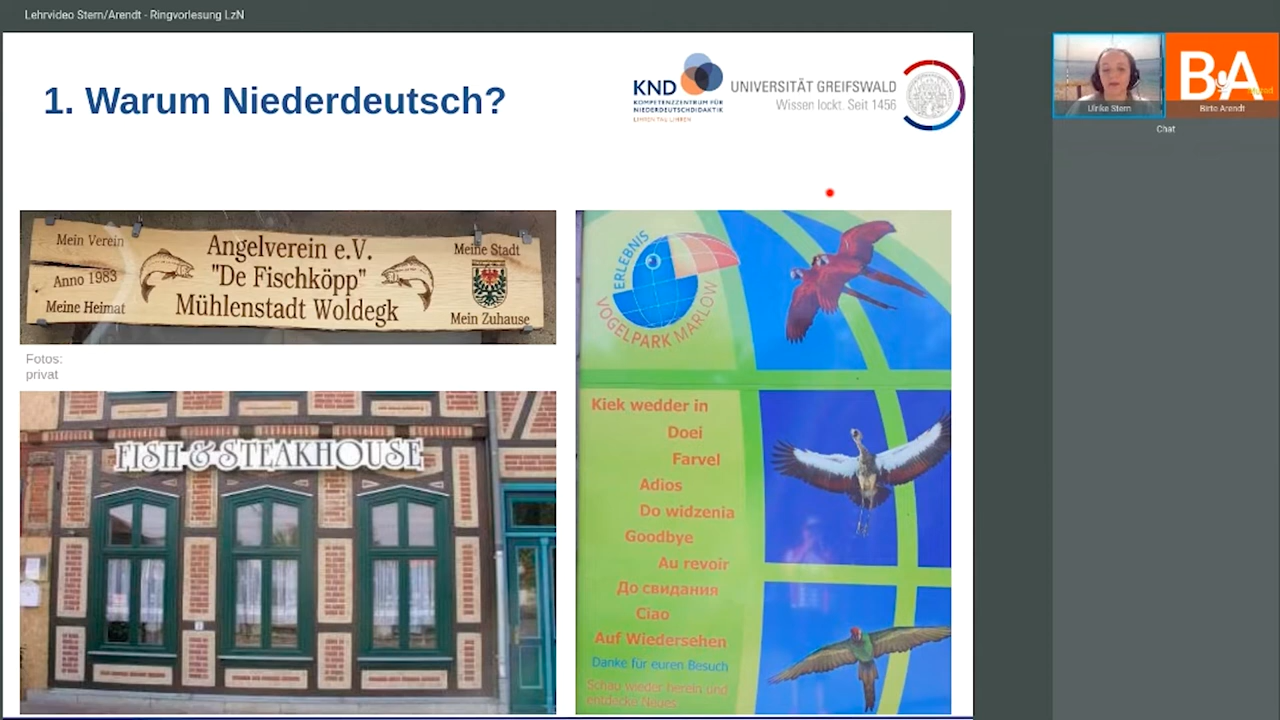 Lehrvideo Stern/Arendt - Ringvorlesung LzN
1. Warum Niederdeutsch?
KND
KOMPETENZZENTRUM FÜR
NIEDERDEUTSCHDIDAKTIK
UNIVERSITÄT GREIFSWALD
Wissen lockt. Seit 1456
Mein Verein
Anno 1983
Meine Heimat
Angelverein e.V.
"De Fischköpp"
Mühlenstadt Woldegk
Meine Stadt
Mein Zuhause
Fotos:
privat
FISH & STEAKHOUSE
ERLEBNIS
VOGELPARK MARLOW
Kiek wedder in
Doei
Farvel
Adios
Do widzenia
Goodbye
Au revoir
До свидания
Ciao
Auf Wiedersehen
Danke für euren Besuch
Schau wieder herein und
entdecke Neues
BA
Ulrike Stern
Birte Arendt
Chat